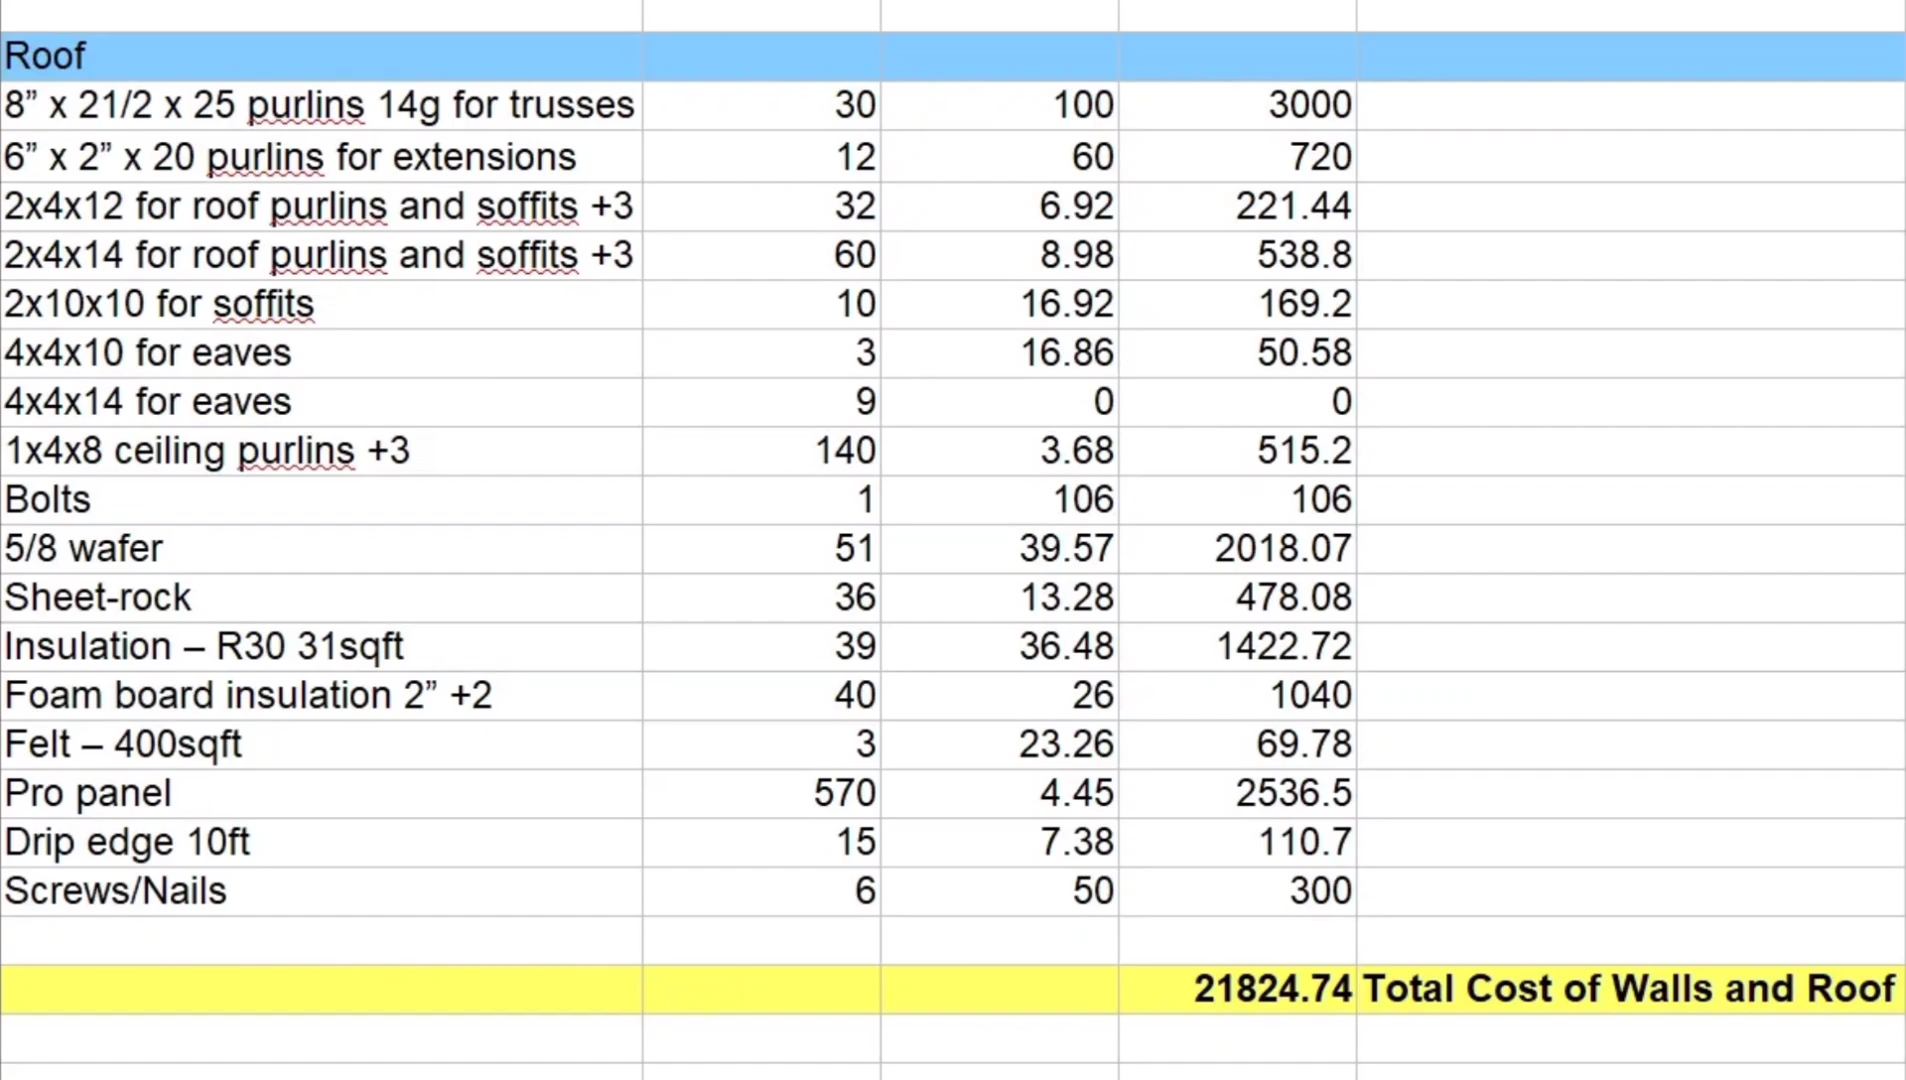 Roof
8” x 21/2 x 25 purlins 14g for trusses 30 100 3000
6” x 2” x 20 purlins for extensions 12 60 720
2x4x12 for roof purlins and soffits +3 32 6.92 221.44
2x4x14 for roof purlins and soffits +3 60 8.98 538.8
2x10x10 for soffits 10 16.92 169.2
4x4x10 for eaves 3 16.86 50.58
4x4x14 for eaves 9 0 0
1x4x8 ceiling purlins +3 140 3.68 515.2
Bolts 1 106 106
5/8 wafer 51 39.57 2018.07
Sheet-rock 36 13.28 478.08
Insulation – R30 31sqft 39 36.48 1422.72
Foam board insulation 2” +2 40 26 1040
Felt – 400sqft 3 23.26 69.78
Pro panel 570 4.45 2536.5
Drip edge 10ft 15 7.38 110.7
Screws/Nails 6 50 300
21824.74 Total Cost of Walls and Roof